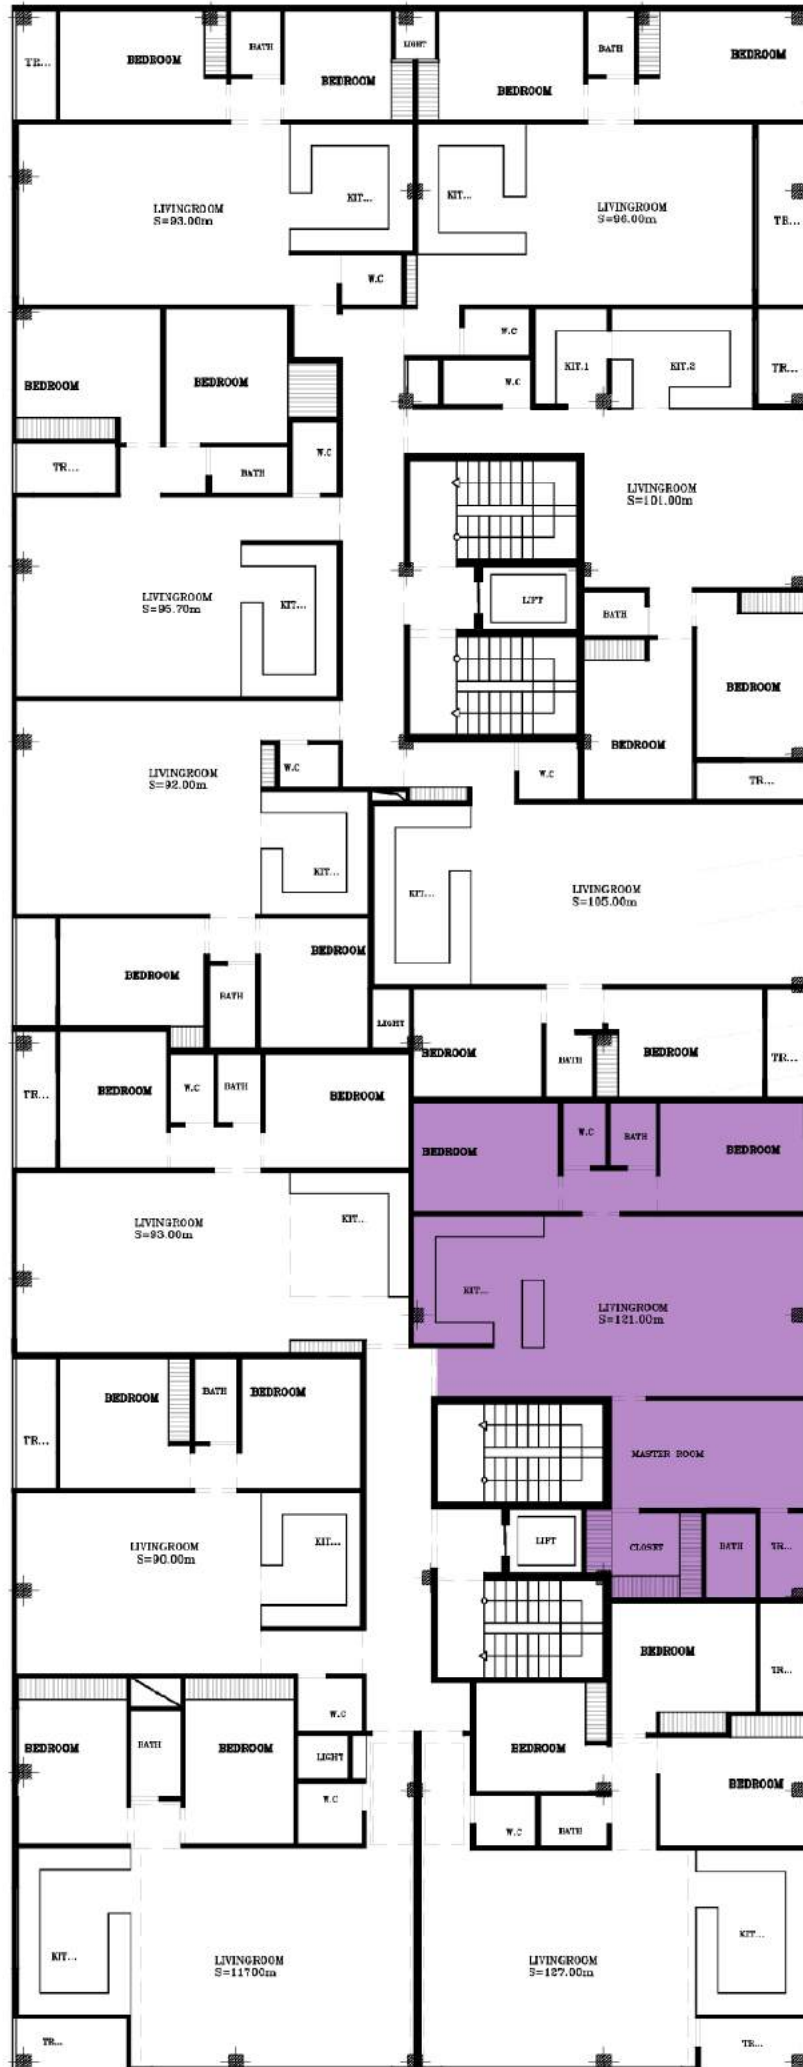 TR...
BEDROOM
BATH
BEDROOM
LIGHT
BEDROOM
BATH
BEDROOM
LIVINGROOM
S=93.00m
KIT...
KIT...
LIVINGROOM
S=96.00m
TR...
W.C
W.C
BEDROOM
BEDROOM
W.C
KIT.1
KIT.2
TR...
TR...
BATH
W.C
LIVINGROOM
S=101.00m
LIVINGROOM
S=95.70m
KIT...
LIFT
BATH
BEDROOM
BEDROOM
TR...
LIVINGROOM
S=92.00m
W.C
W.C
KIT...
KIT...
LIVINGROOM
S=105.00m
BEDROOM
BEDROOM
BATH
LIGHT
BEDROOM
BATH
BEDROOM
TR...
TR...
BEDROOM
W.C
BATH
BEDROOM
BEDROOM
W.C
BATH
BEDROOM
LIVINGROOM
S=93.00m
KIT..
KIT...
LIVINGROOM
S=121.00m
BEDROOM
BATH
BEDROOM
TR...
MASTER ROOM
LIVINGROOM
S=90.00m
KIT...
LIFT
CLOSET
BATH
TR...
BEDROOM
TR...
W.C
BEDROOM
BATH
BEDROOM
LIGHT
BEDROOM
BEDROOM
W.C
W.C
BATH
KIT...
LIVINGROOM
S=11700m
LIVINGROOM
S=127.00m
KIT...
TR...
TR...